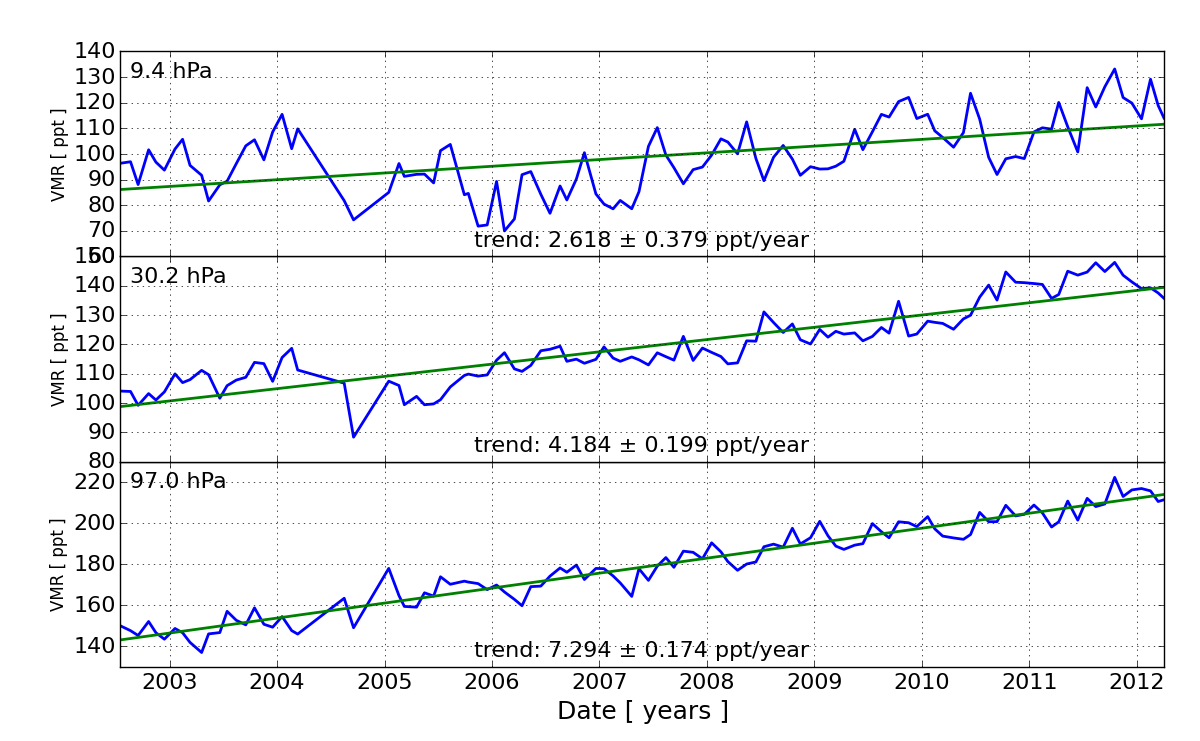 140
9.4 hPa
130
120
110
100
90
80
70
VMR [ ppt ]
trend: 2.618 ± 0.379 ppt/year
60
150
30.2 hPa
140
130
120
110
100
90
80
VMR [ ppt ]
trend: 4.184 ± 0.199 ppt/year
97.0 hPa
220
200
180
160
140
VMR [ ppt ]
trend: 7.294 ± 0.174 ppt/year
2003 2004 2005 2006 2007 2008 2009 2010 2011 2012
Date [ years ]